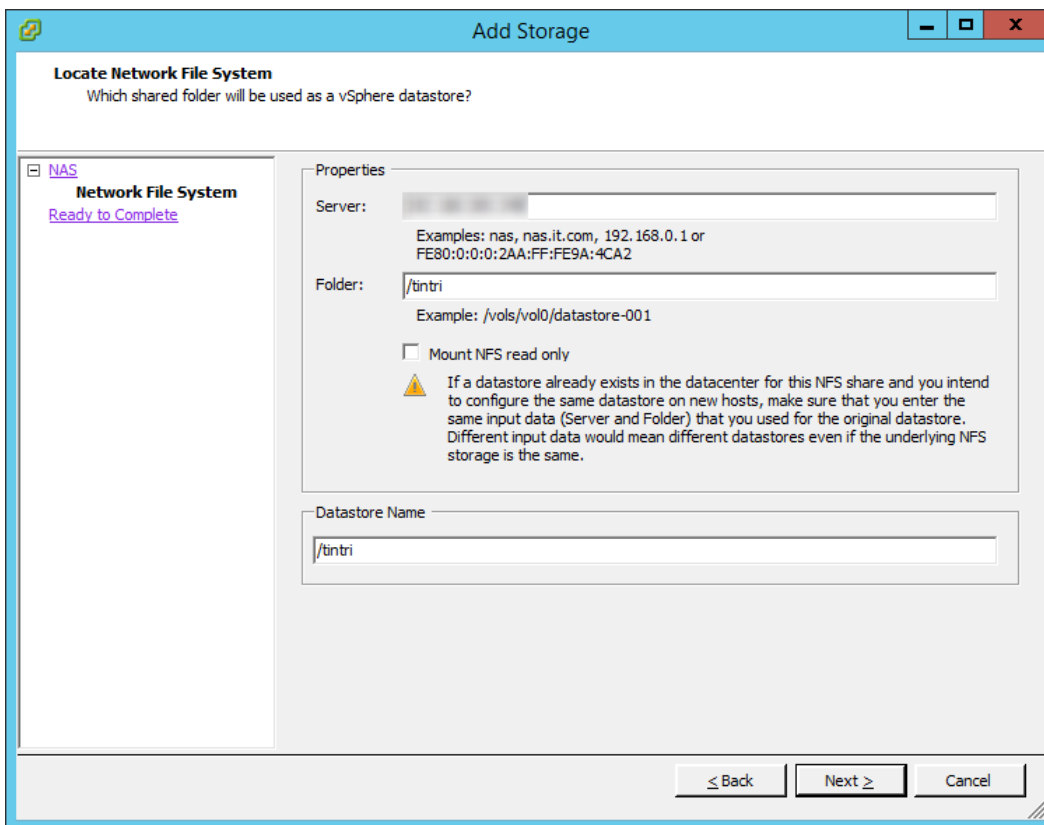 Add Storage
Locate Network File System
Which shared folder will be used as a vSphere datastore?
NAS
Network File System
Ready to Complete
Properties
Server:
Examples: nas, nas.it.com, 192.168.0.1 or
FE80:0:0:0:2AA:FF:FE9A:4CA2
Folder:
/tintri
Example: /vols/vol0/datastore-001
Mount NFS read only
If a datastore already exists in the datacenter for this NFS share and you intend
to configure the same datastore on new hosts, make sure that you enter the
same input data (Server and Folder) that you used for the original datastore.
Different input data would mean different datastores even if the underlying NFS
storage is the same.
Datastore Name
/tintri
< Back
Next >
Cancel